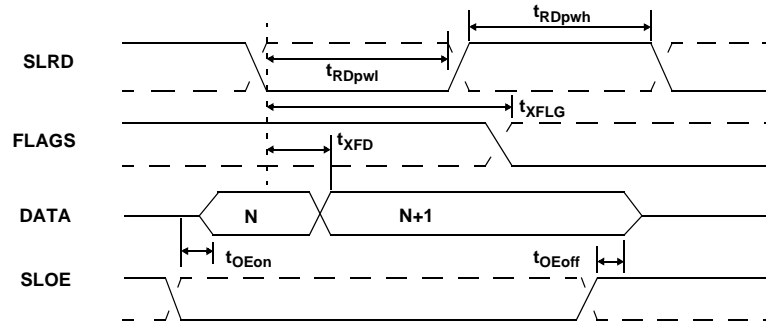 t_RDpwh
SLRD
t_RDpwl
t_XFLG
FLAGS
t_XFD
DATA
N
N+1
t_OEon
t_OEoff
SLOE